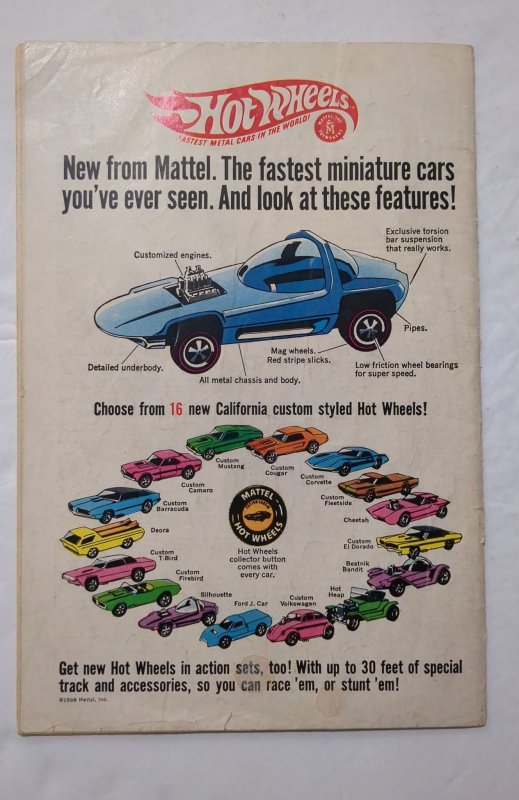 Hot Wheels
FASTEST METAL CARS IN THE WORLD!
MATTEL, INC.
M
TOYMAKERS
New from Mattel. The fastest miniature cars
you've ever seen. And look at these features!
Exclusive torsion
bar suspension
that really works.
Customized engines.
Pipes.
Mag wheels.
Red stripe slicks.
Low friction wheel bearings
for super speed.
Detailed underbody.
All metal chassis and body.
Choose from 16 new California custom styled Hot Wheels!
Custom
Mustang
Custom
Cougar
Custom
Corvette
Custom
Camaro
Custom
Fleetside
Custom
Barracuda
Cheetah
Deora
Custom
El Dorado
Custom
T-Bird
Beatnik
Bandit
Custom
Firebird
Hot
Heap
Silhouette
Ford J. Car
Custom
Volkswagen
MATTEL
HOT WHEELS
Hot Wheels
collector button
comes with
every car.
Get new Hot Wheels in action sets, too! With up to 30 feet of special
track and accessories, so you can race 'em, or stunt 'em!
©1968 Mattel, Inc.